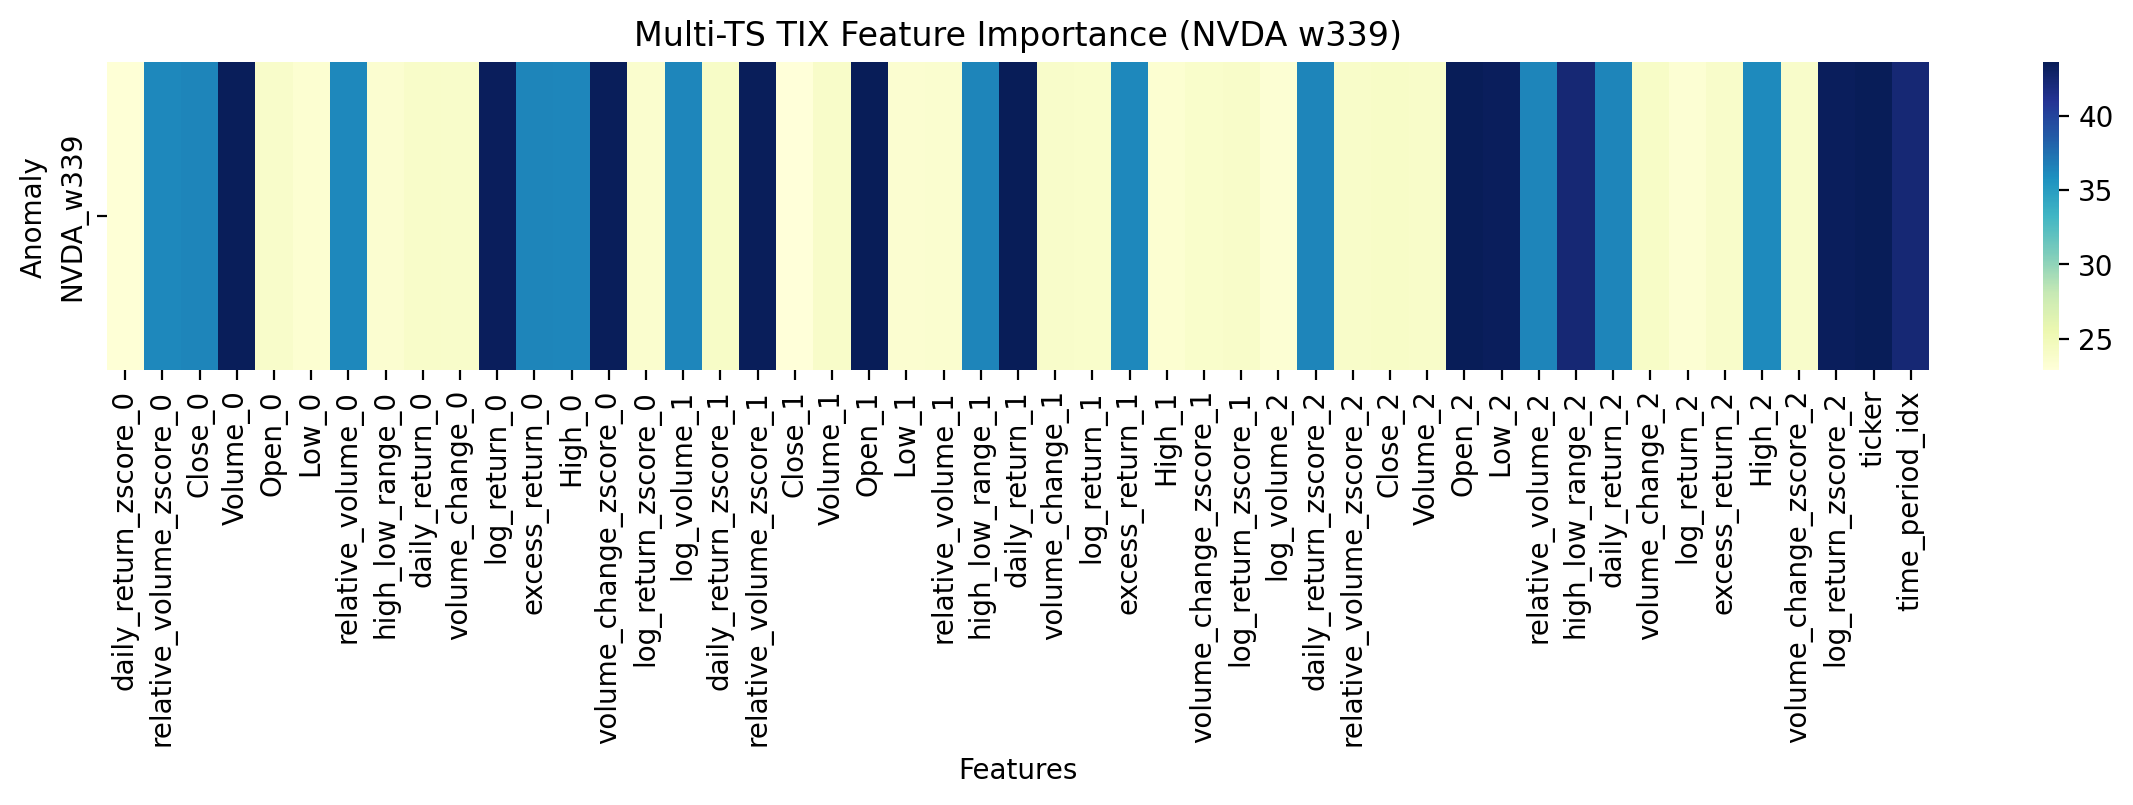 Multi-TS TIX Feature Importance (NVDA w339)
Anomaly
NVDA_w339
40
35
30
25
daily_return_zscore_0
relative_volume_zscore_0
Close_0
Volume_0
Open_0
Low_0
relative_volume_0
high_low_range_0
daily_return_0
volume_change_0
log_return_0
excess_return_0
High_0
volume_change_zscore_0
log_return_zscore_0
log_volume_1
daily_return_zscore_1
relative_volume_zscore_1
Close_1
Volume_1
Open_1
Low_1
relative_volume_1
high_low_range_1
daily_return_1
volume_change_1
log_return_1
excess_return_1
High_1
volume_change_zscore_1
log_return_zscore_1
log_volume_2
daily_return_zscore_2
relative_volume_zscore_2
Close_2
Volume_2
Open_2
Low_2
relative_volume_2
high_low_range_2
daily_return_2
volume_change_2
log_return_2
excess_return_2
High_2
volume_change_zscore_2
log_return_zscore_2
ticker
time_period_idx
Features